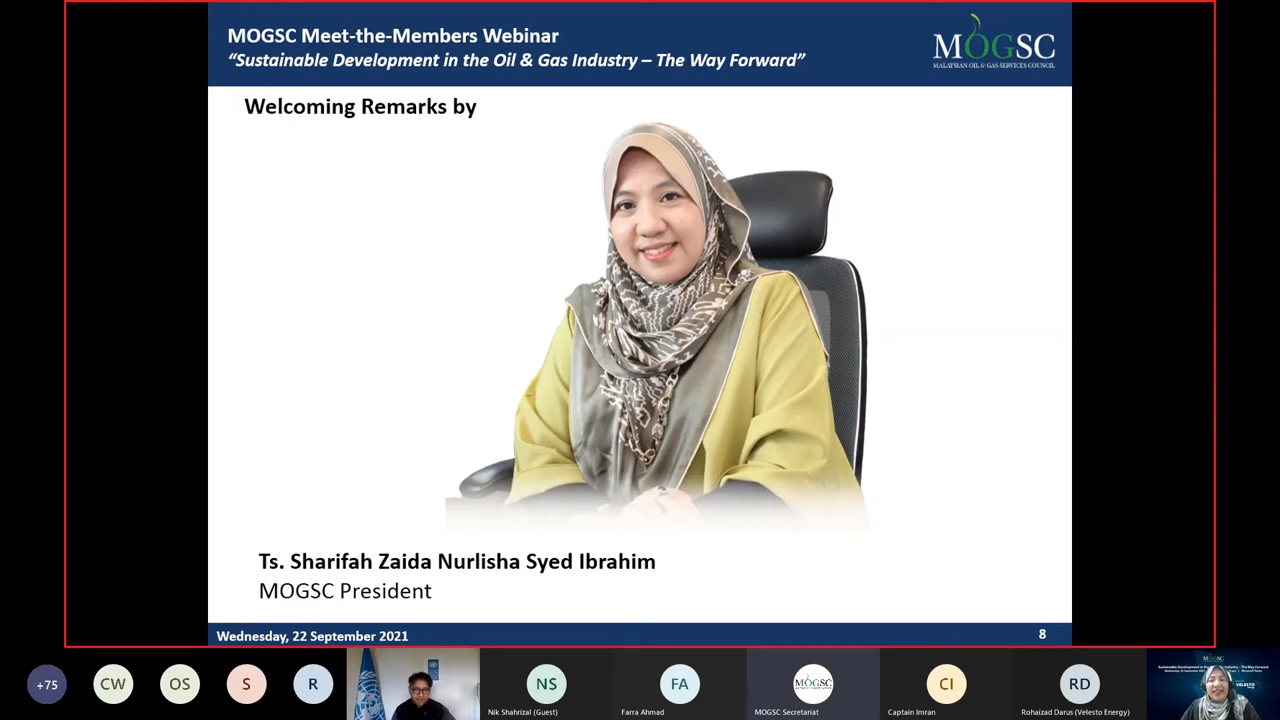 MOGSC Meet-the-Members Webinar
“Sustainable Development in the Oil & Gas Industry – The Way Forward”
MOGSC
MALAYSIAN OIL & GAS SERVICES COUNCIL
Welcoming Remarks by
Ts. Sharifah Zaida Nurlisha Syed Ibrahim
MOGSC President
Wednesday, 22 September 2021
8
+75
CW
OS
S
R
NS
Nik Shahrizal (Guest)
FA
Farra Ahmad
MOGSC
MOGSC Secretariat
CI
Captain Imran
RD
Rohaizad Darus (Velesto Energy)
MOGSC
VELESTO